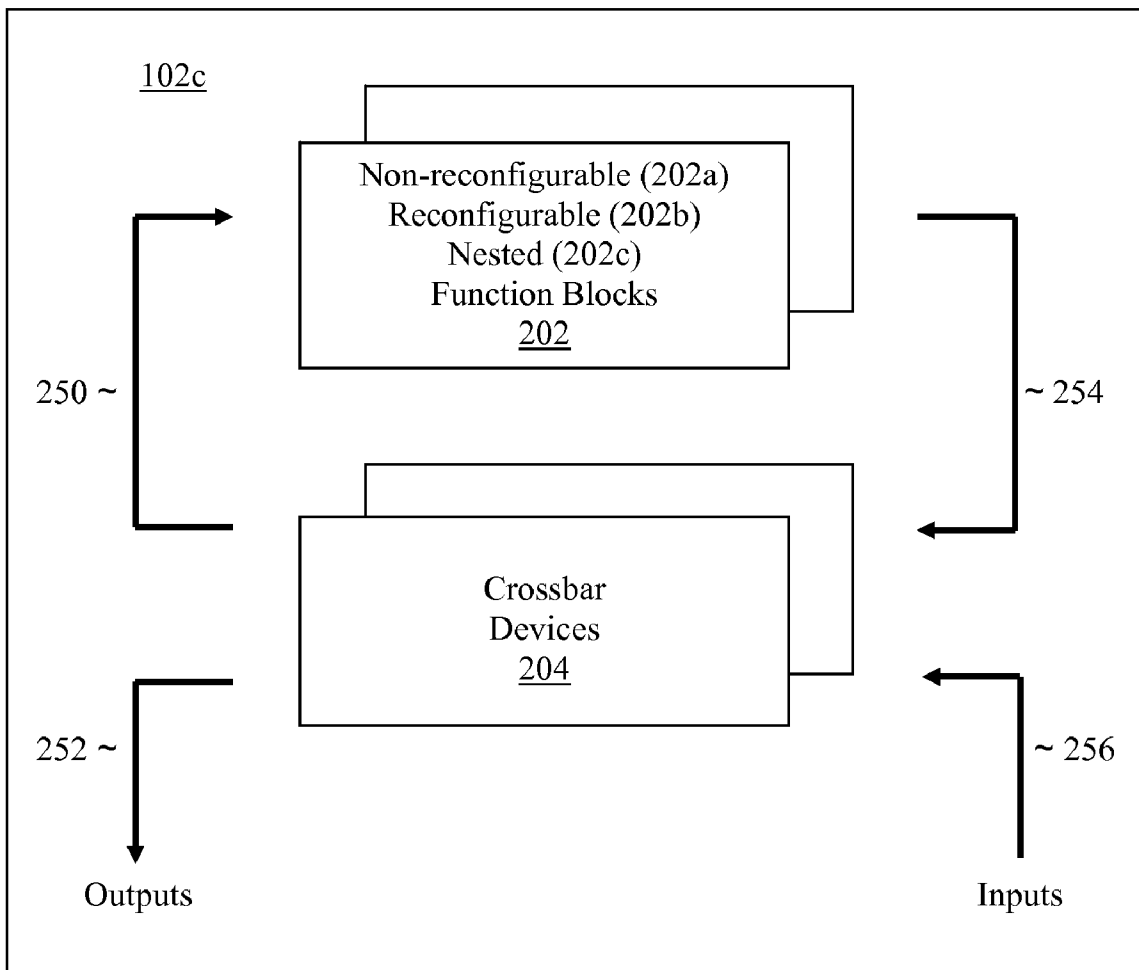 102c
Non-reconfigurable (202a)
Reconfigurable (202b)
Nested (202c)
Function Blocks
202
250 ~
~ 254
Crossbar
Devices
204
252 ~
~ 256
Outputs
Inputs